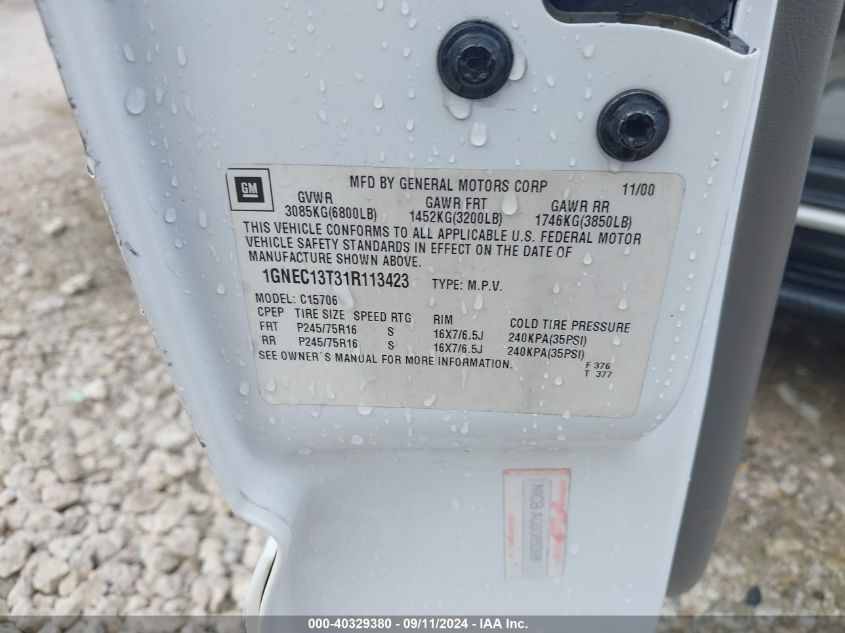 GM
MFD BY GENERAL MOTORS CORP 11/00
GVWR GAWR FRT GAWR RR
3085KG(6800LB) 1452KG(3200LB) 1746KG(3850LB)
THIS VEHICLE CONFORMS TO ALL APPLICABLE U.S. FEDERAL MOTOR
VEHICLE SAFETY STANDARDS IN EFFECT ON THE DATE OF
MANUFACTURE SHOWN ABOVE.
1GNEC13T31R113423 TYPE: M.P.V.
MODEL: C15706
CPEP TIRE SIZE SPEED RTG RIM COLD TIRE PRESSURE
FRT P245/75R16 S 16X7/6.5J 240KPA(35PSI)
RR P245/75R16 S 16X7/6.5J 240KPA(35PSI)
SEE OWNER'S MANUAL FOR MORE INFORMATION.
F 376
T 377
NICB
000-40329380 - 09/11/2024 - IAA Inc.